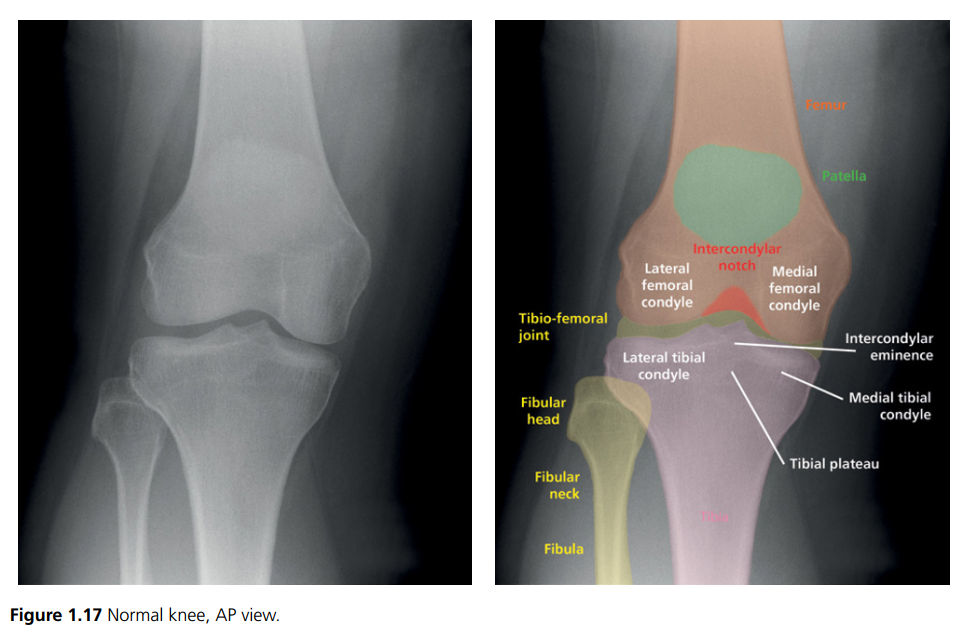 Femur
Patella
Intercondylar
notch
Lateral
femoral
condyle
Medial
femoral
condyle
Tibio-femoral
joint
Intercondylar
eminence
Lateral tibial
condyle
Medial tibial
condyle
Fibular
head
Tibial plateau
Fibular
neck
Tibia
Fibula
Figure 1.17 Normal knee, AP view.